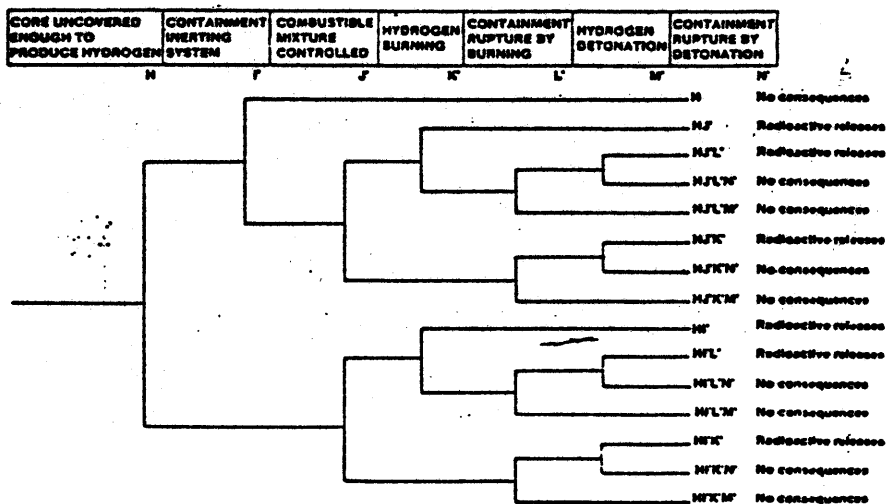 CORE UNCOVERED
ENOUGH TO
PRODUCE HYDROGEN
CONTAINMENT
INERTING
SYSTEM
COMBUSTIBLE
MIXTURE
CONTROLLED
HYDROGEN
BURNING
CONTAINMENT
RUPTURE BY
BURNING
HYDROGEN
DETONATION
CONTAINMENT
RUPTURE BY
DETONATION
H I' J' K' L' M' N'
H No consequences
HJ' Radioactive releases
HJ'L' Radioactive releases
HJ'L'N' No consequences
HJ'L'M' No consequences
HJ'K' Radioactive releases
HJ'K'N' No consequences
HJ'K'M' No consequences
HI' Radioactive releases
HI'L' Radioactive releases
HI'L'N' No consequences
HI'L'M' No consequences
HI'K' Radioactive releases
HI'K'N' No consequences
HI'K'M' No consequences